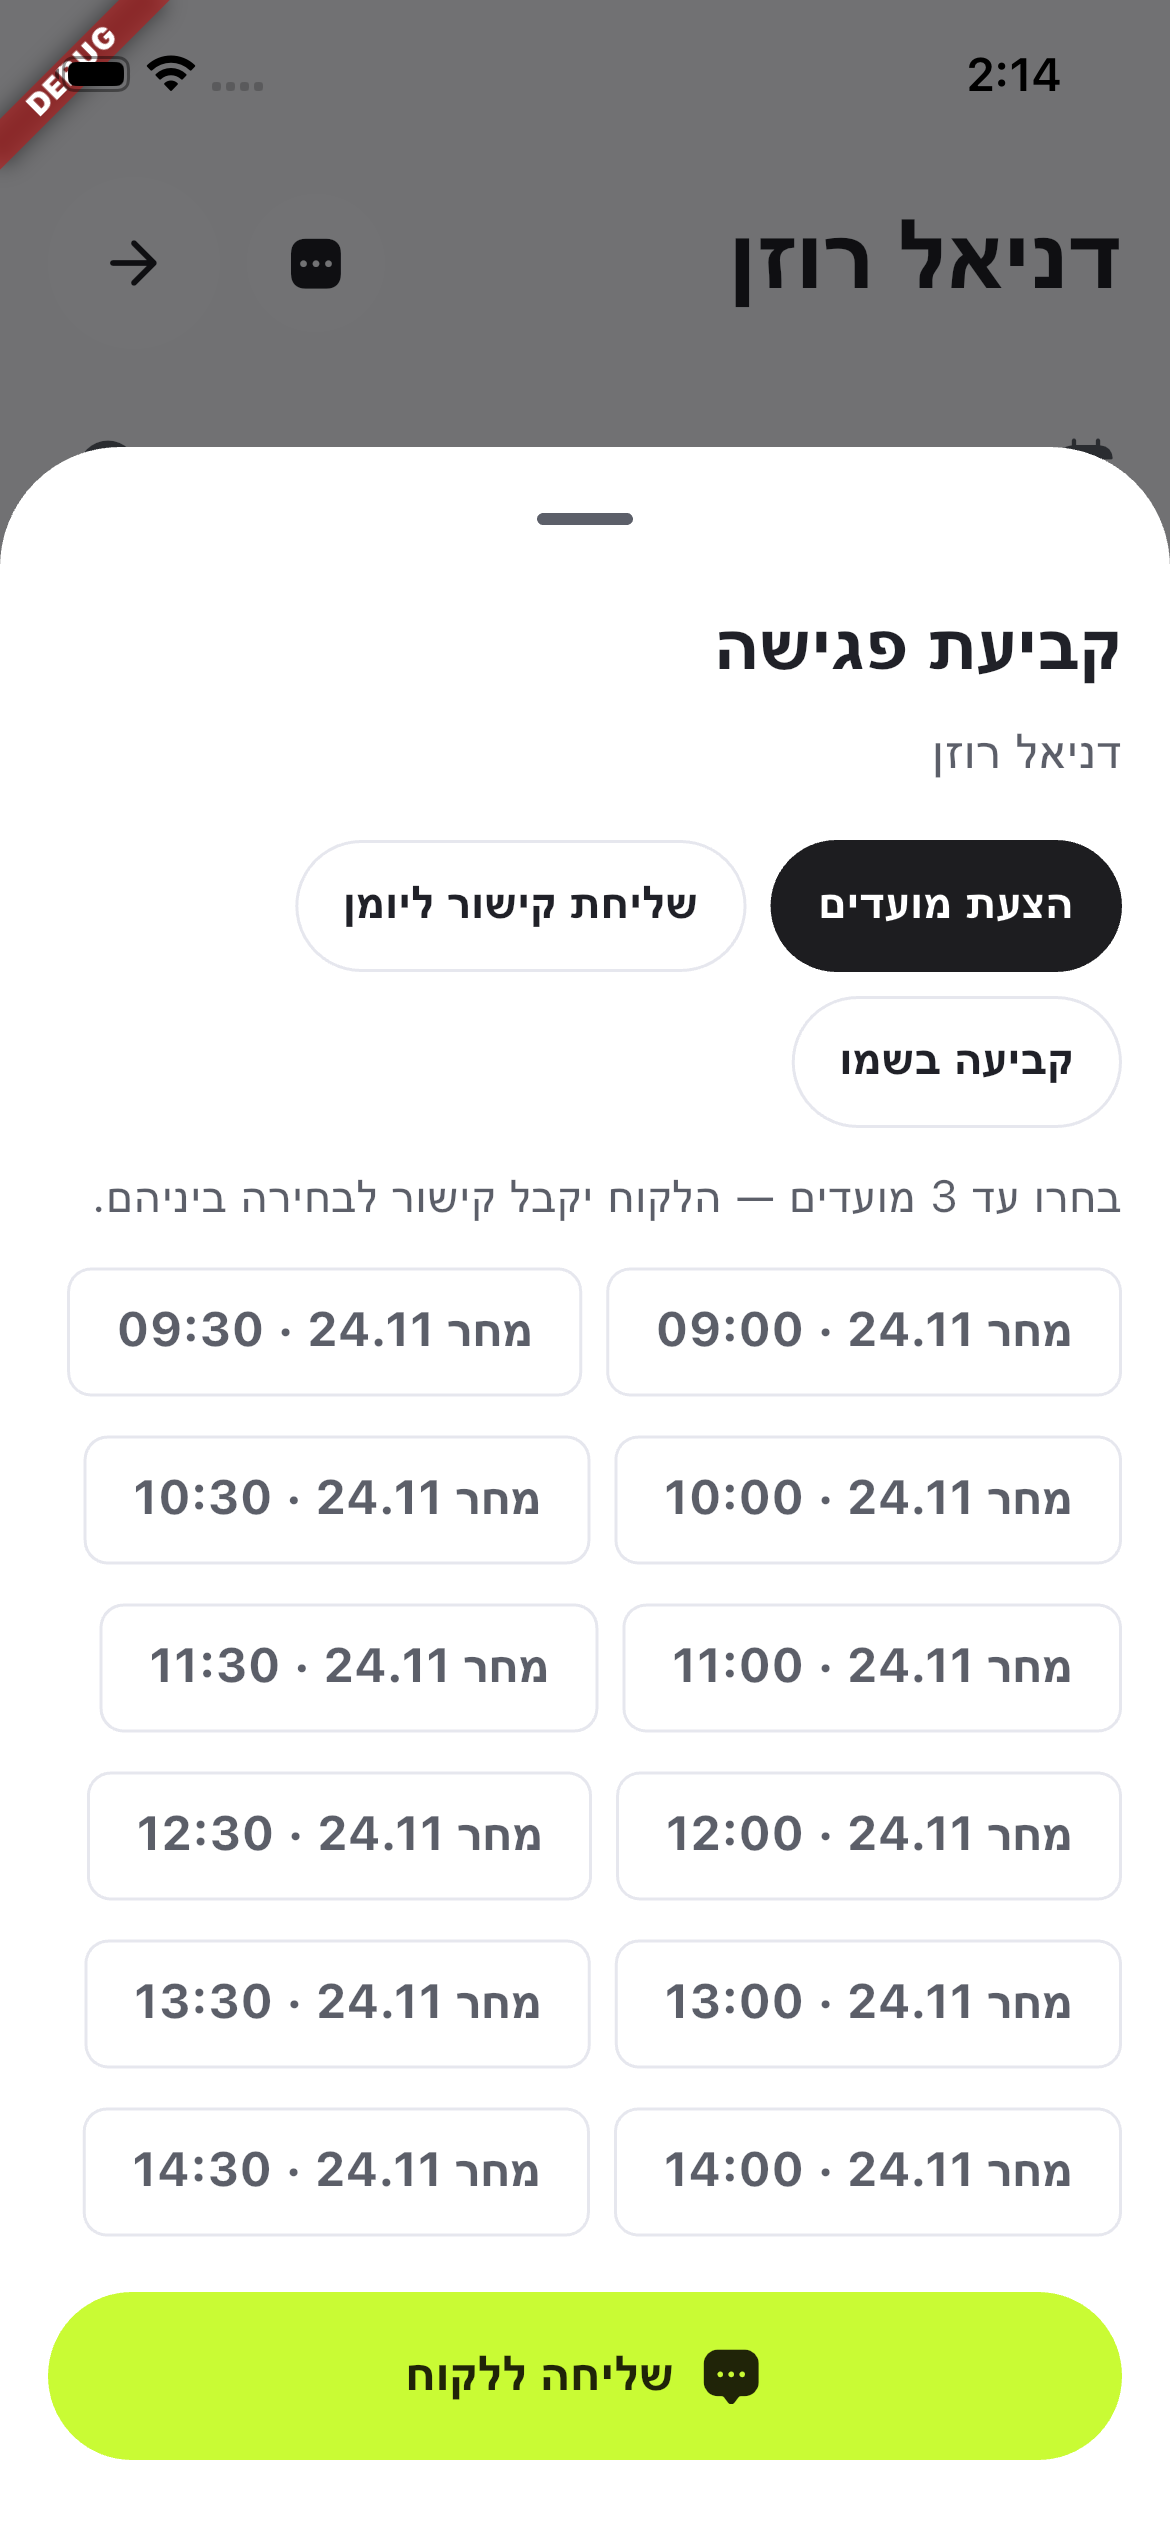 DEBUG
2:14
דניאל רוזן
קביעת פגישה
דניאל רוזן
הצעת מועדים
שליחת קישור ליומן
קביעה בשמו
בחרו עד 3 מועדים — הלקוח יקבל קישור לבחירה ביניהם.
מחר 24.11 · 09:00
מחר 24.11 · 09:30
מחר 24.11 · 10:00
מחר 24.11 · 10:30
מחר 24.11 · 11:00
מחר 24.11 · 11:30
מחר 24.11 · 12:00
מחר 24.11 · 12:30
מחר 24.11 · 13:00
מחר 24.11 · 13:30
מחר 24.11 · 14:00
מחר 24.11 · 14:30
שליחה ללקוח